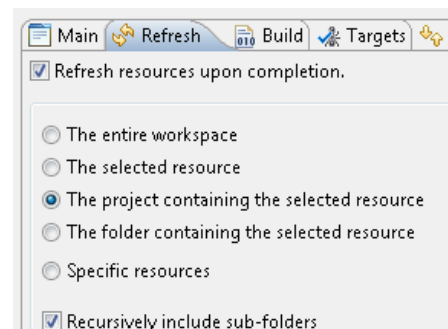 Main Refresh Build Targets
Refresh resources upon completion.
The entire workspace
The selected resource
The project containing the selected resource
The folder containing the selected resource
Specific resources
Recursively include sub-folders